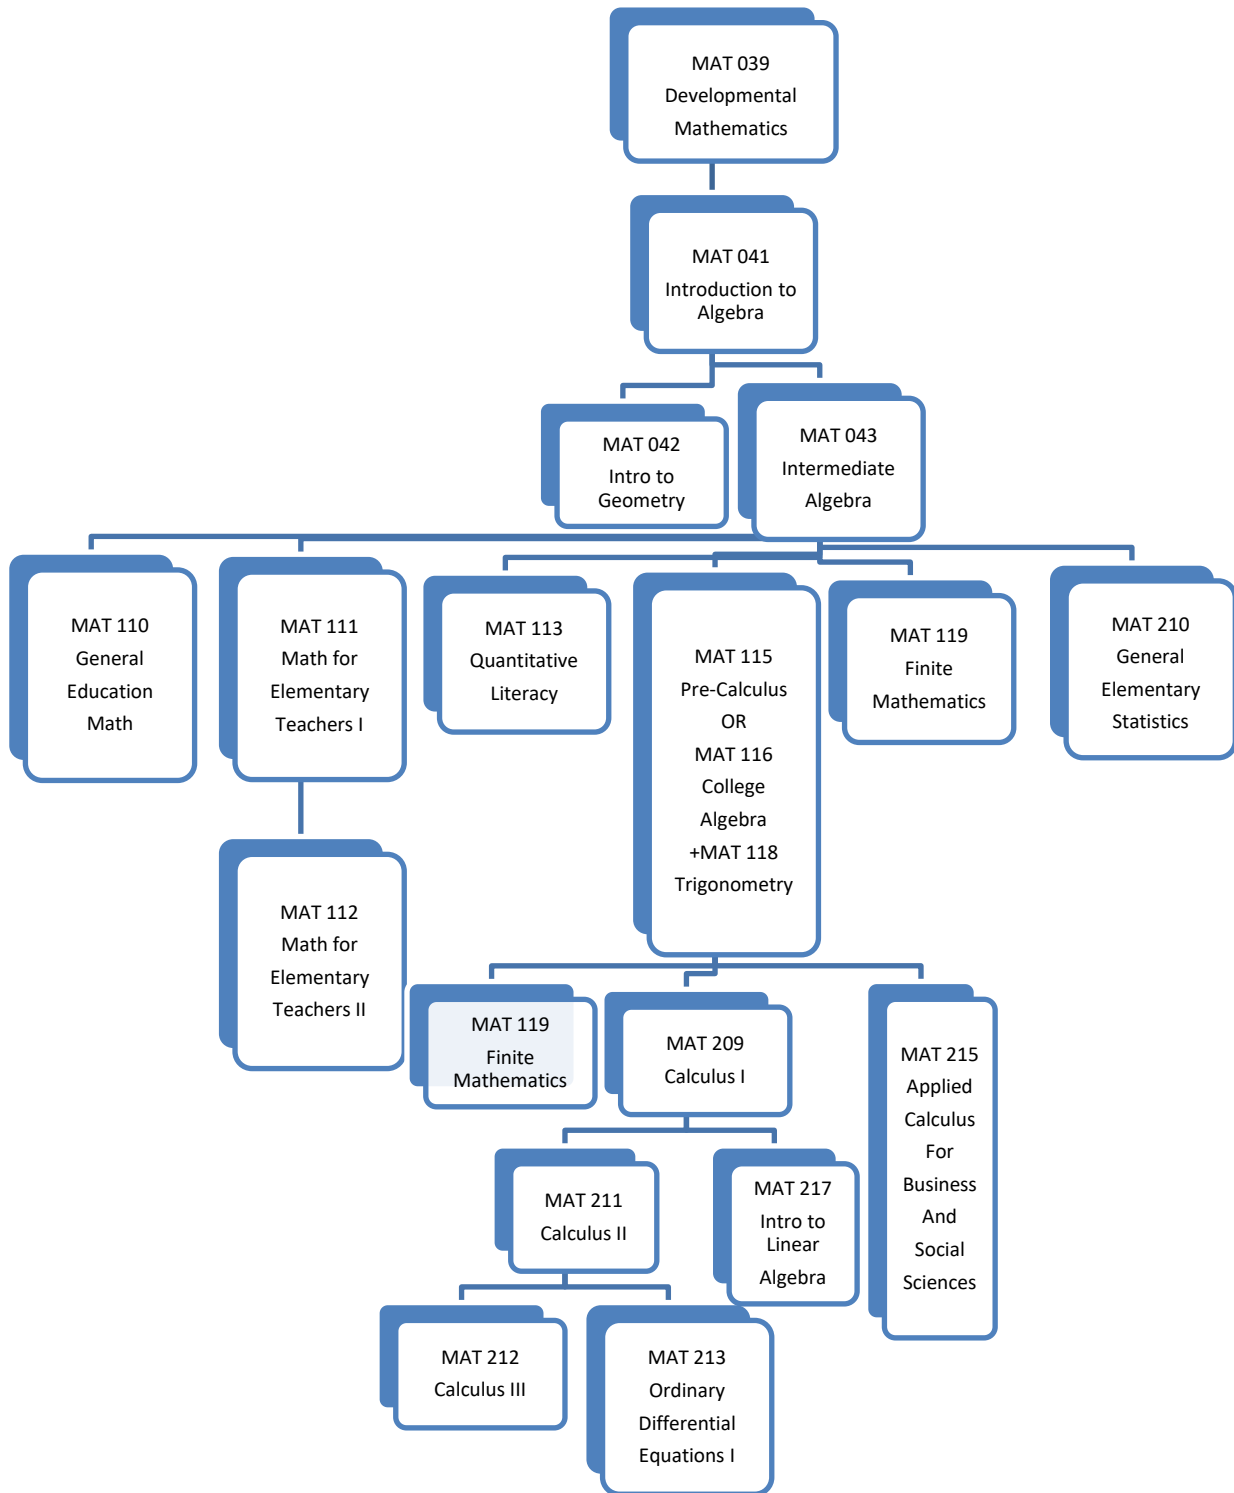 MAT 039
Developmental
Mathematics
MAT 041
Introduction to
Algebra
MAT 042
Intro to
Geometry
MAT 043
Intermediate
Algebra
MAT 110
General
Education
Math
MAT 111
Math for
Elementary
Teachers I
MAT 113
Quantitative
Literacy
MAT 115
Pre-Calculus
OR
MAT 116
College
Algebra
+MAT 118
Trigonometry
MAT 119
Finite
Mathematics
MAT 210
General
Elementary
Statistics
MAT 112
Math for
Elementary
Teachers II
MAT 119
Finite
Mathematics
MAT 209
Calculus I
MAT 215
Applied
Calculus
For
Business
And
Social
Sciences
MAT 211
Calculus II
MAT 217
Intro to
Linear
Algebra
MAT 212
Calculus III
MAT 213
Ordinary
Differential
Equations I